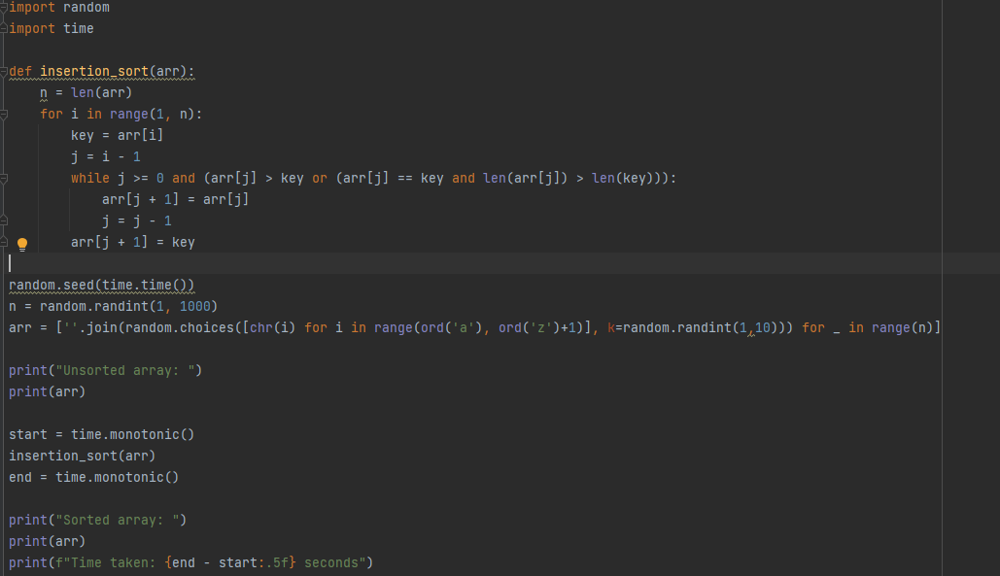 import random
import time
def insertion_sort(arr):
    n = len(arr)
    for i in range(1, n):
        key = arr[i]
        j = i - 1
        while j >= 0 and (arr[j] > key or (arr[j] == key and len(arr[j]) > len(key))):
            arr[j + 1] = arr[j]
            j = j - 1
        arr[j + 1] = key
random.seed(time.time())
n = random.randint(1, 1000)
arr = [''.join(random.choices([chr(i) for i in range(ord('a'), ord('z')+1)], k=random.randint(1,10))) for _ in range(n)]
print("Unsorted array: ")
print(arr)
start = time.monotonic()
insertion_sort(arr)
end = time.monotonic()
print("Sorted array: ")
print(arr)
print(f"Time taken: {end - start:.5f} seconds")